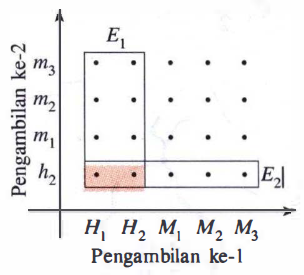 E₁
Pengambilan ke-2
m₃
m₂
m₁
h₂
E₂
H₁ H₂ M₁ M₂ M₃
Pengambilan ke-1